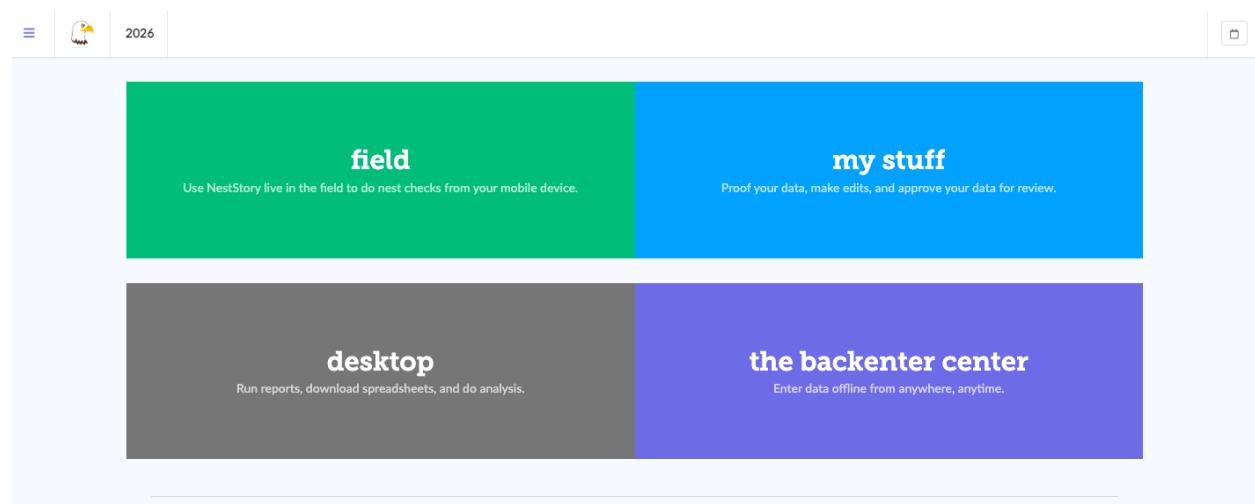 2026
field
Use NestStory live in the field to do nest checks from your mobile device.
my stuff
Proof your data, make edits, and approve your data for review.
desktop
Run reports, download spreadsheets, and do analysis.
the backenter center
Enter data offline from anywhere, anytime.